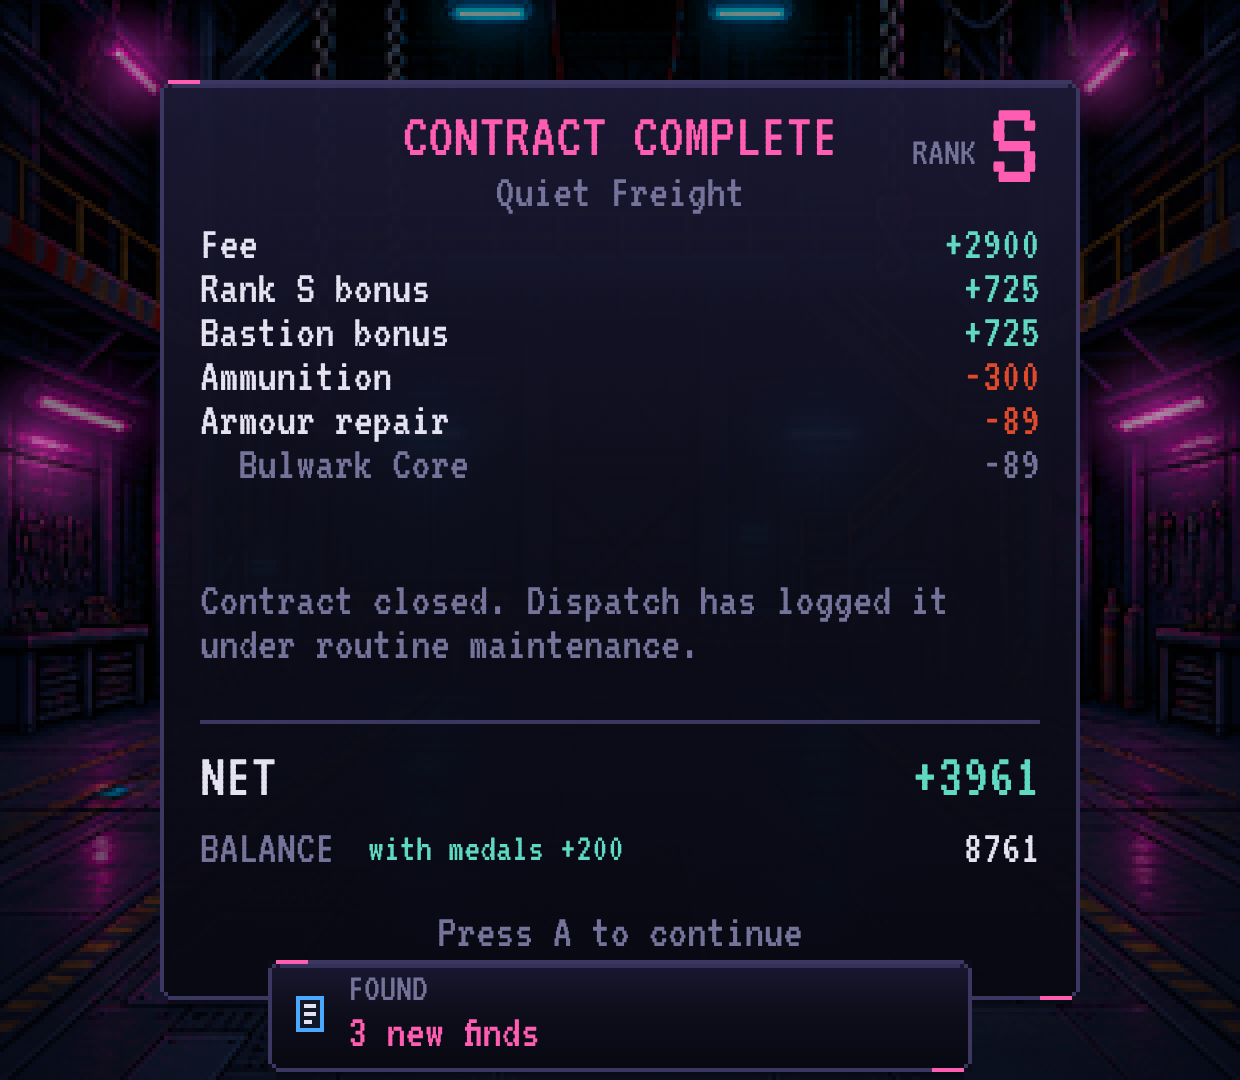 CONTRACT COMPLETE
RANK S
Quiet Freight
Fee +2900
Rank S bonus +725
Bastion bonus +725
Ammunition -300
Armour repair -89
Bulwark Core -89
Contract closed. Dispatch has logged it
under routine maintenance.
NET +3961
BALANCE with medals +200 8761
Press A to continue
FOUND
3 new finds